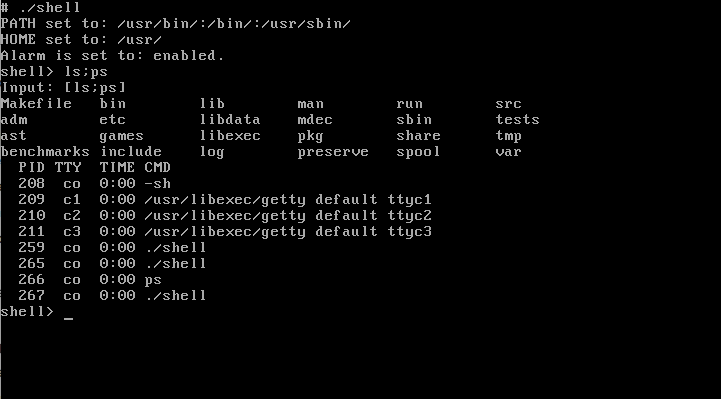 # ./shell
PATH set to: /usr/bin/:/bin/:/usr/sbin/
HOME set to: /usr/
Alarm is set to: enabled.
shell> ls;ps
Input: [ls;ps]
Makefile   bin        lib        man        run        src
adm        etc        libdata    mdec       sbin       tests
ast        games      libexec    pkg        share      tmp
benchmarks include    log        preserve   spool      var
  PID TTY  TIME CMD
  208  co  0:00 -sh
  209  c1  0:00 /usr/libexec/getty default ttyc1
  210  c2  0:00 /usr/libexec/getty default ttyc2
  211  c3  0:00 /usr/libexec/getty default ttyc3
  259  co  0:00 ./shell
  265  co  0:00 ./shell
  266  co  0:00 ps
  267  co  0:00 ./shell
shell> _